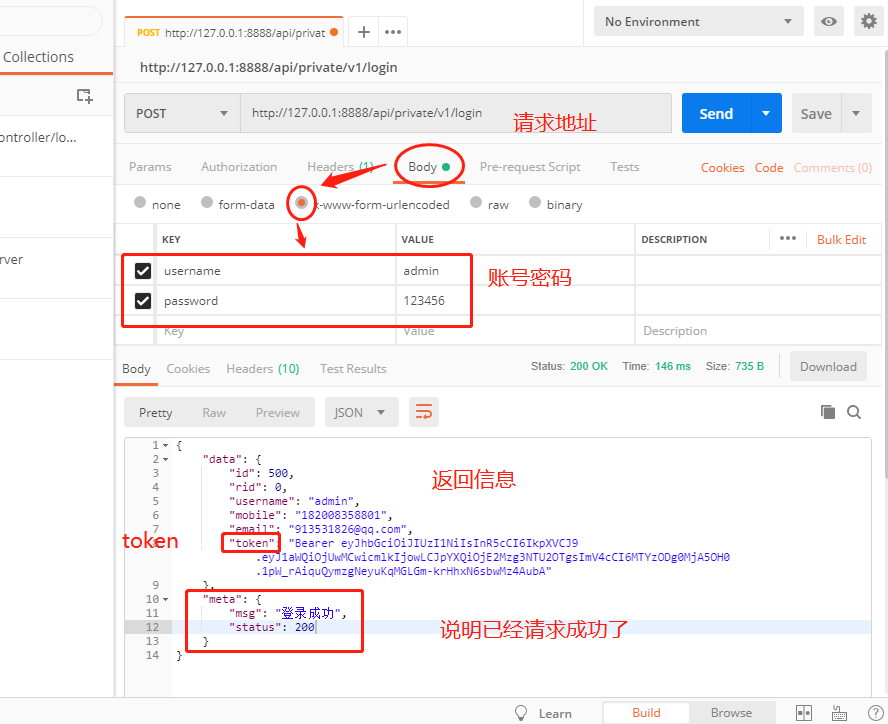 POST http://127.0.0.1:8888/api/privat
No Environment
http://127.0.0.1:8888/api/private/v1/login
Collections
POST http://127.0.0.1:8888/api/private/v1/login
Send
Save
请求地址
ontroller/lo...
Params Authorization Headers (1) Body Pre-request Script Tests Cookies Code Comments (0)
none form-data x-www-form-urlencoded raw binary
KEY VALUE DESCRIPTION ••• Bulk Edit
rver
username admin
账号密码
password 123456
Key Value Description
Body Cookies Headers (10) Test Results Status: 200 OK Time: 146 ms Size: 735 B Download
Pretty Raw Preview JSON
1 {
2 "data": {
3 "id": 500,
返回信息
4 "rid": 0,
5 "username": "admin",
6 "mobile": "182008358801",
7 "email": "913531826@qq.com",
token
"token": "Bearer eyJhbGciOiJIUzI1NiIsInR5cCI6IkpXVCJ9
.eyJ1aWQiOjUwMCwicmlkIjowLCJpYXQiOjE2Mzg3NTU2OTgsImV4cCI6MTYzODg0MjA5OH0
.1pW_rAiquQymzgNeyuKqMGLGm-krHhxN6sbwMz4AubA"
9 },
10 "meta": {
11 "msg": "登录成功",
12 "status": 200
说明已经请求成功了
13 }
14 }
Learn Build Browse